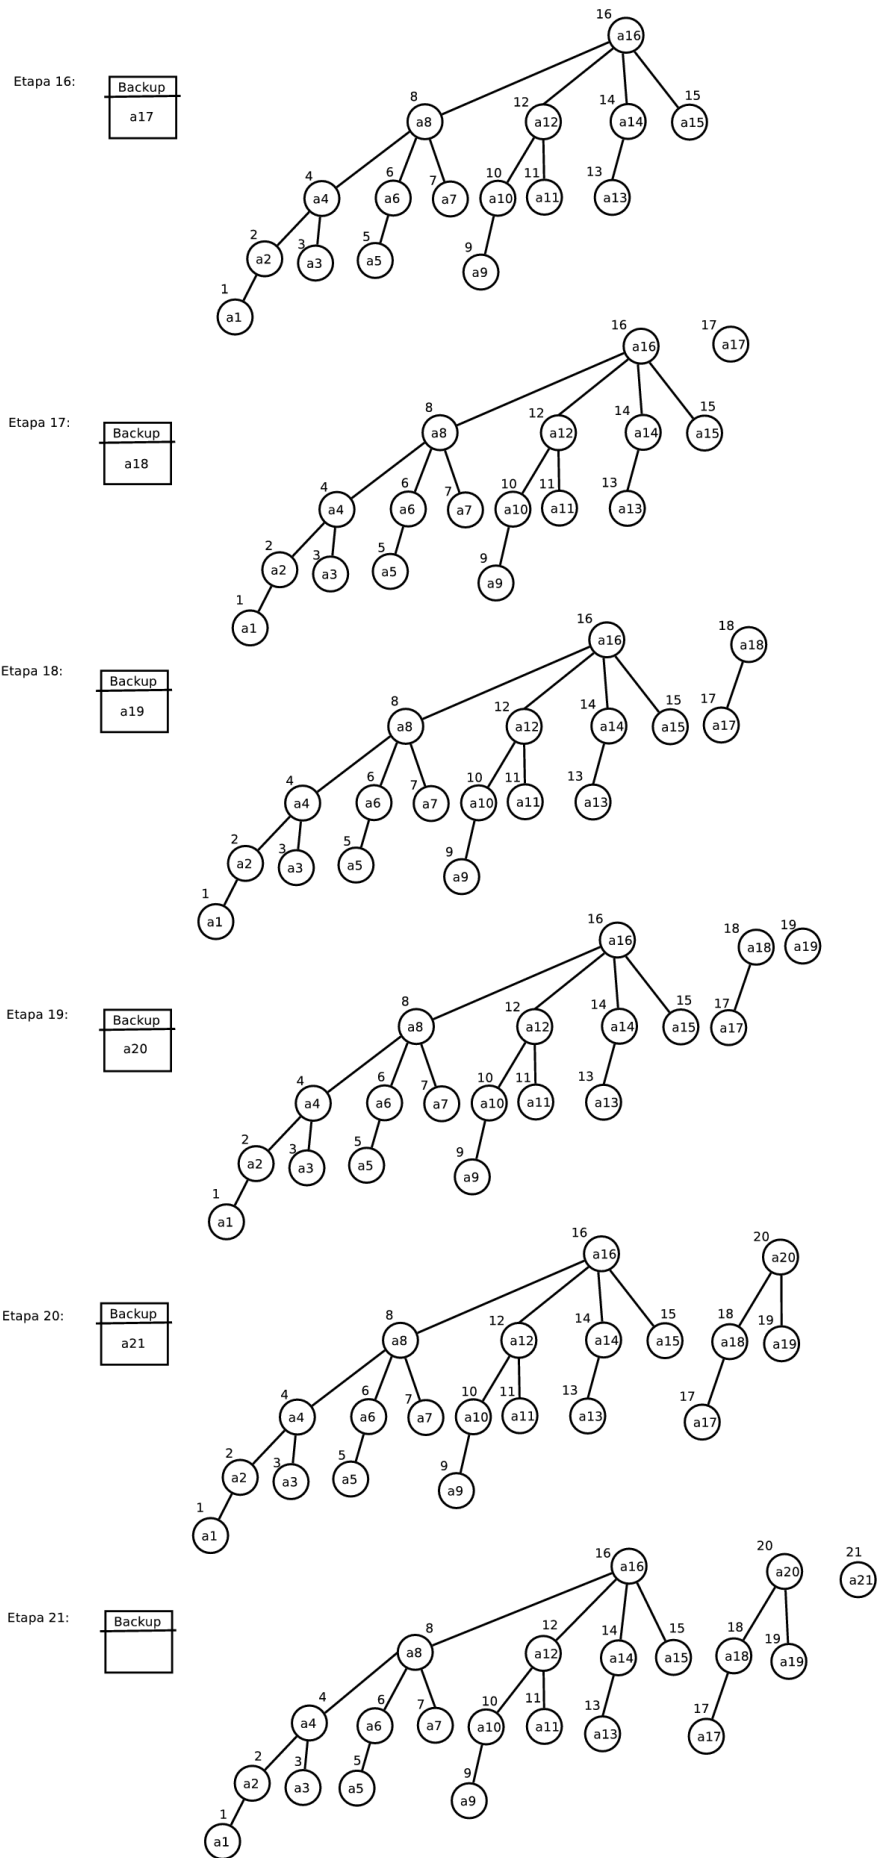 16
a16
Etapa 16:
Backup
a17
8 12 14 15
a8 a12 a14 a15
4 6 7 10 11 13
a4 a6 a7 a10 a11 a13
2 3 5 9
a2 a3 a5 a9
1
a1
16 17
a16 a17
Etapa 17:
Backup
a18
8 12 14 15
a8 a12 a14 a15
4 6 7 10 11 13
a4 a6 a7 a10 a11 a13
2 3 5 9
a2 a3 a5 a9
1
a1
16 18
a16 a18
Etapa 18:
Backup
a19
8 12 14 15 17
a8 a12 a14 a15 a17
4 6 7 10 11 13
a4 a6 a7 a10 a11 a13
2 3 5 9
a2 a3 a5 a9
1
a1
16 18 19
a16 a18 a19
Etapa 19:
Backup
a20
8 12 14 15 17
a8 a12 a14 a15 a17
4 6 7 10 11 13
a4 a6 a7 a10 a11 a13
2 3 5 9
a2 a3 a5 a9
1
a1
16 20
a16 a20
Etapa 20:
Backup
a21
8 12 14 15 18 19
a8 a12 a14 a15 a18 a19
4 6 7 10 11 13 17
a4 a6 a7 a10 a11 a13 a17
2 3 5 9
a2 a3 a5 a9
1
a1
16 20 21
a16 a20 a21
Etapa 21:
Backup
8 12 14 15 18 19
a8 a12 a14 a15 a18 a19
4 6 7 10 11 13 17
a4 a6 a7 a10 a11 a13 a17
2 3 5 9
a2 a3 a5 a9
1
a1